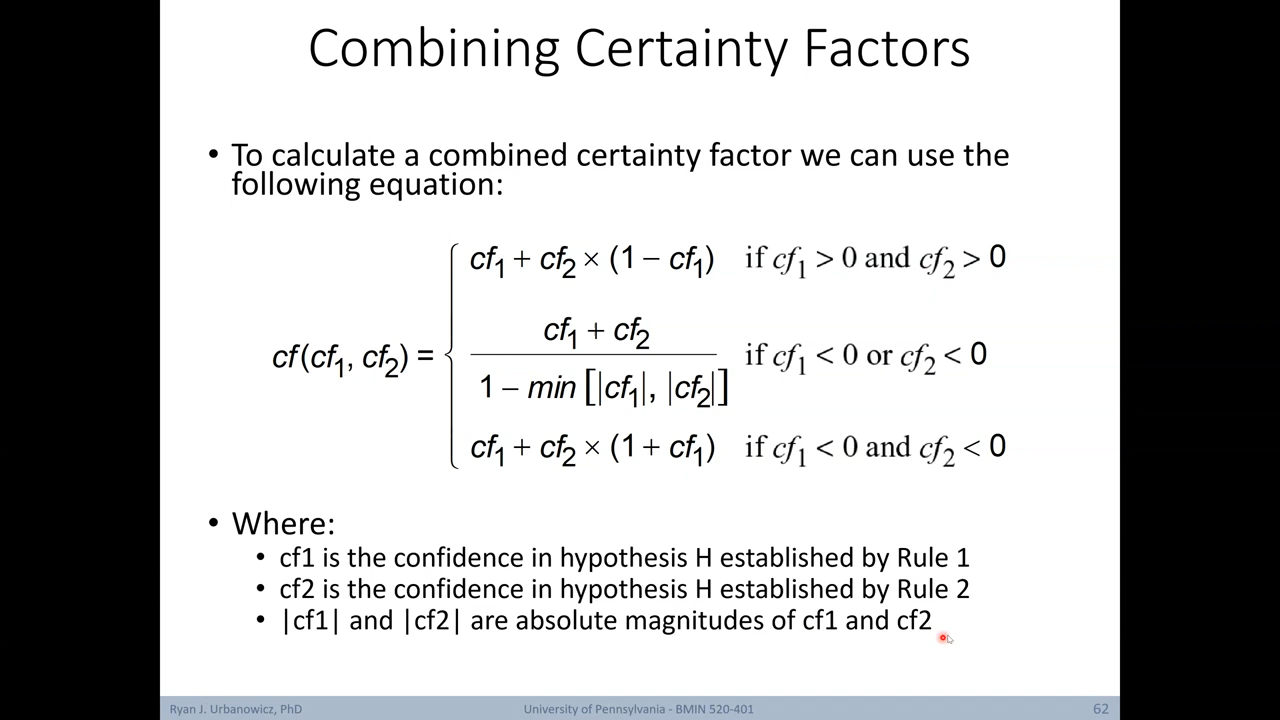 Combining Certainty Factors
• To calculate a combined certainty factor we can use the
following equation:
cf₁ + cf₂ × (1 − cf₁) if cf₁ > 0 and cf₂ > 0
cf (cf₁, cf₂) = { (cf₁ + cf₂) / (1 − min [|cf₁|, |cf₂|]) if cf₁ < 0 or cf₂ < 0
cf₁ + cf₂ × (1 + cf₁) if cf₁ < 0 and cf₂ < 0
• Where:
• cf1 is the confidence in hypothesis H established by Rule 1
• cf2 is the confidence in hypothesis H established by Rule 2
• |cf1| and |cf2| are absolute magnitudes of cf1 and cf2
Ryan J. Urbanowicz, PhD University of Pennsylvania - BMIN 520-401 62